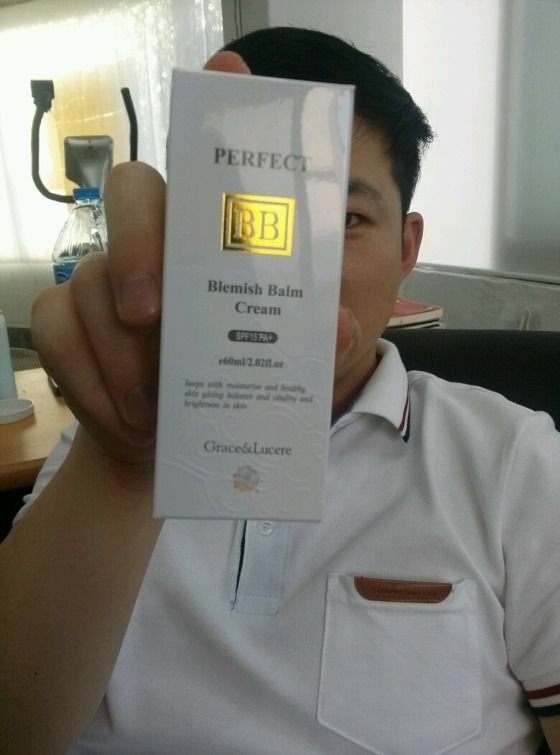 PERFECT
BB
Blemish Balm
Cream
SPF15 PA+
e60ml/2.02fl.oz
keeps with moisturize and healthy
skin giving balance and vitality and
brightness in skin
Grace&Lucere